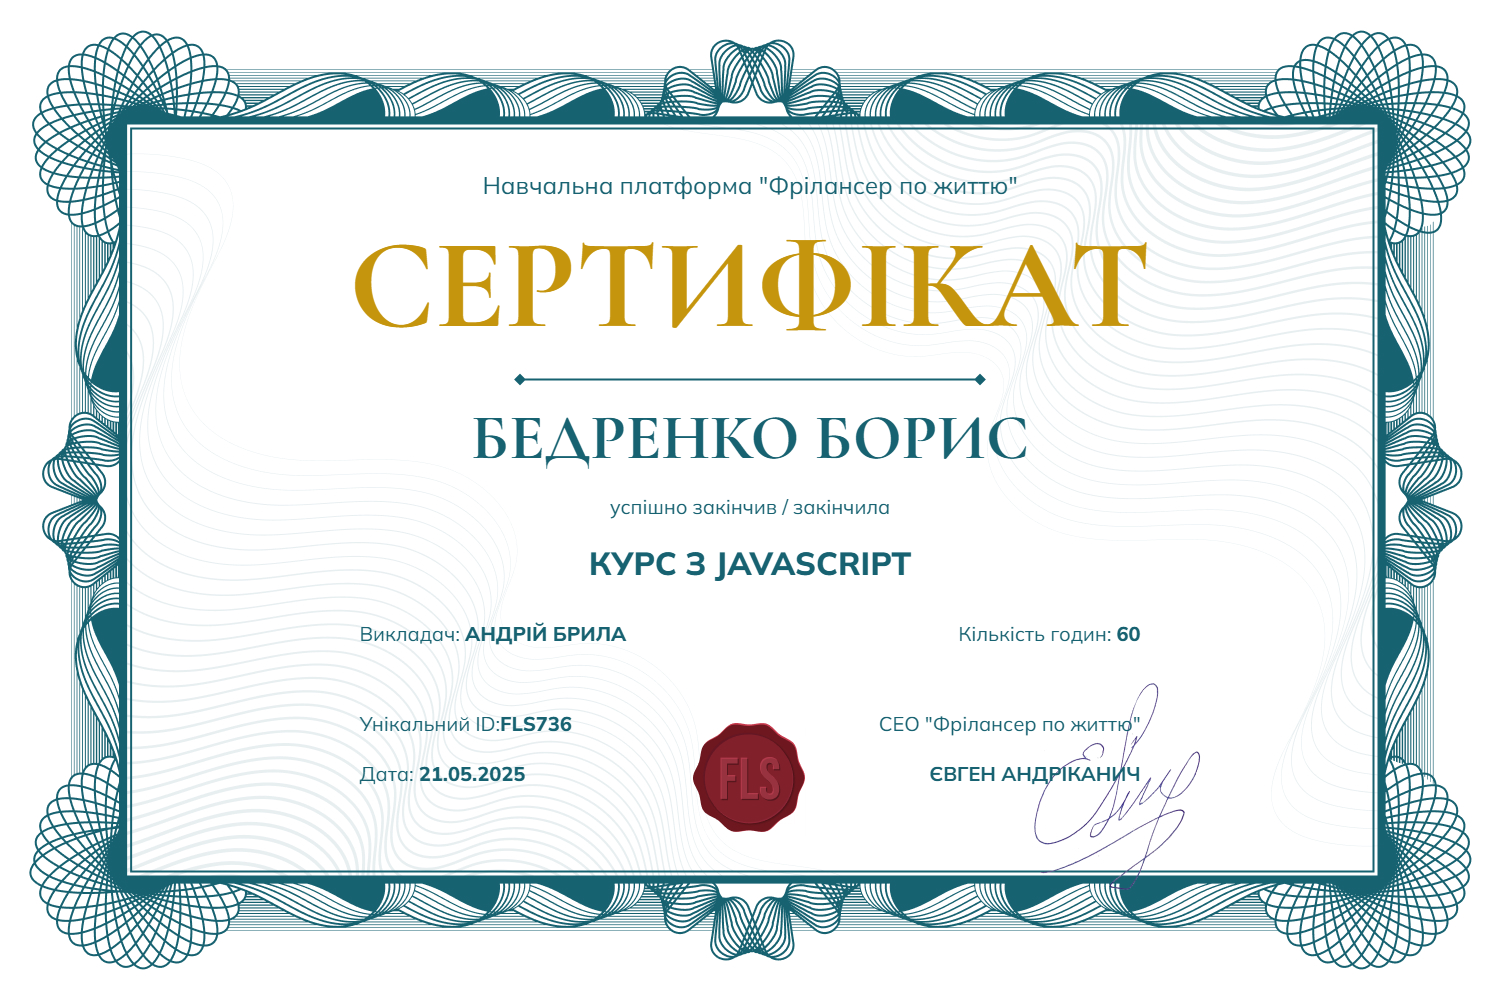 Навчальна платформа "Фрілансер по життю"
СЕРТИФІКАТ
БЕДРЕНКО БОРИС
успішно закінчив / закінчила
КУРС З JAVASCRIPT
Викладач: АНДРІЙ БРИЛА
Кількість годин: 60
Унікальний ID:FLS736
СЕО "Фрілансер по життю"
Дата: 21.05.2025
ЄВГЕН АНДРІКАНИЧ
FLS